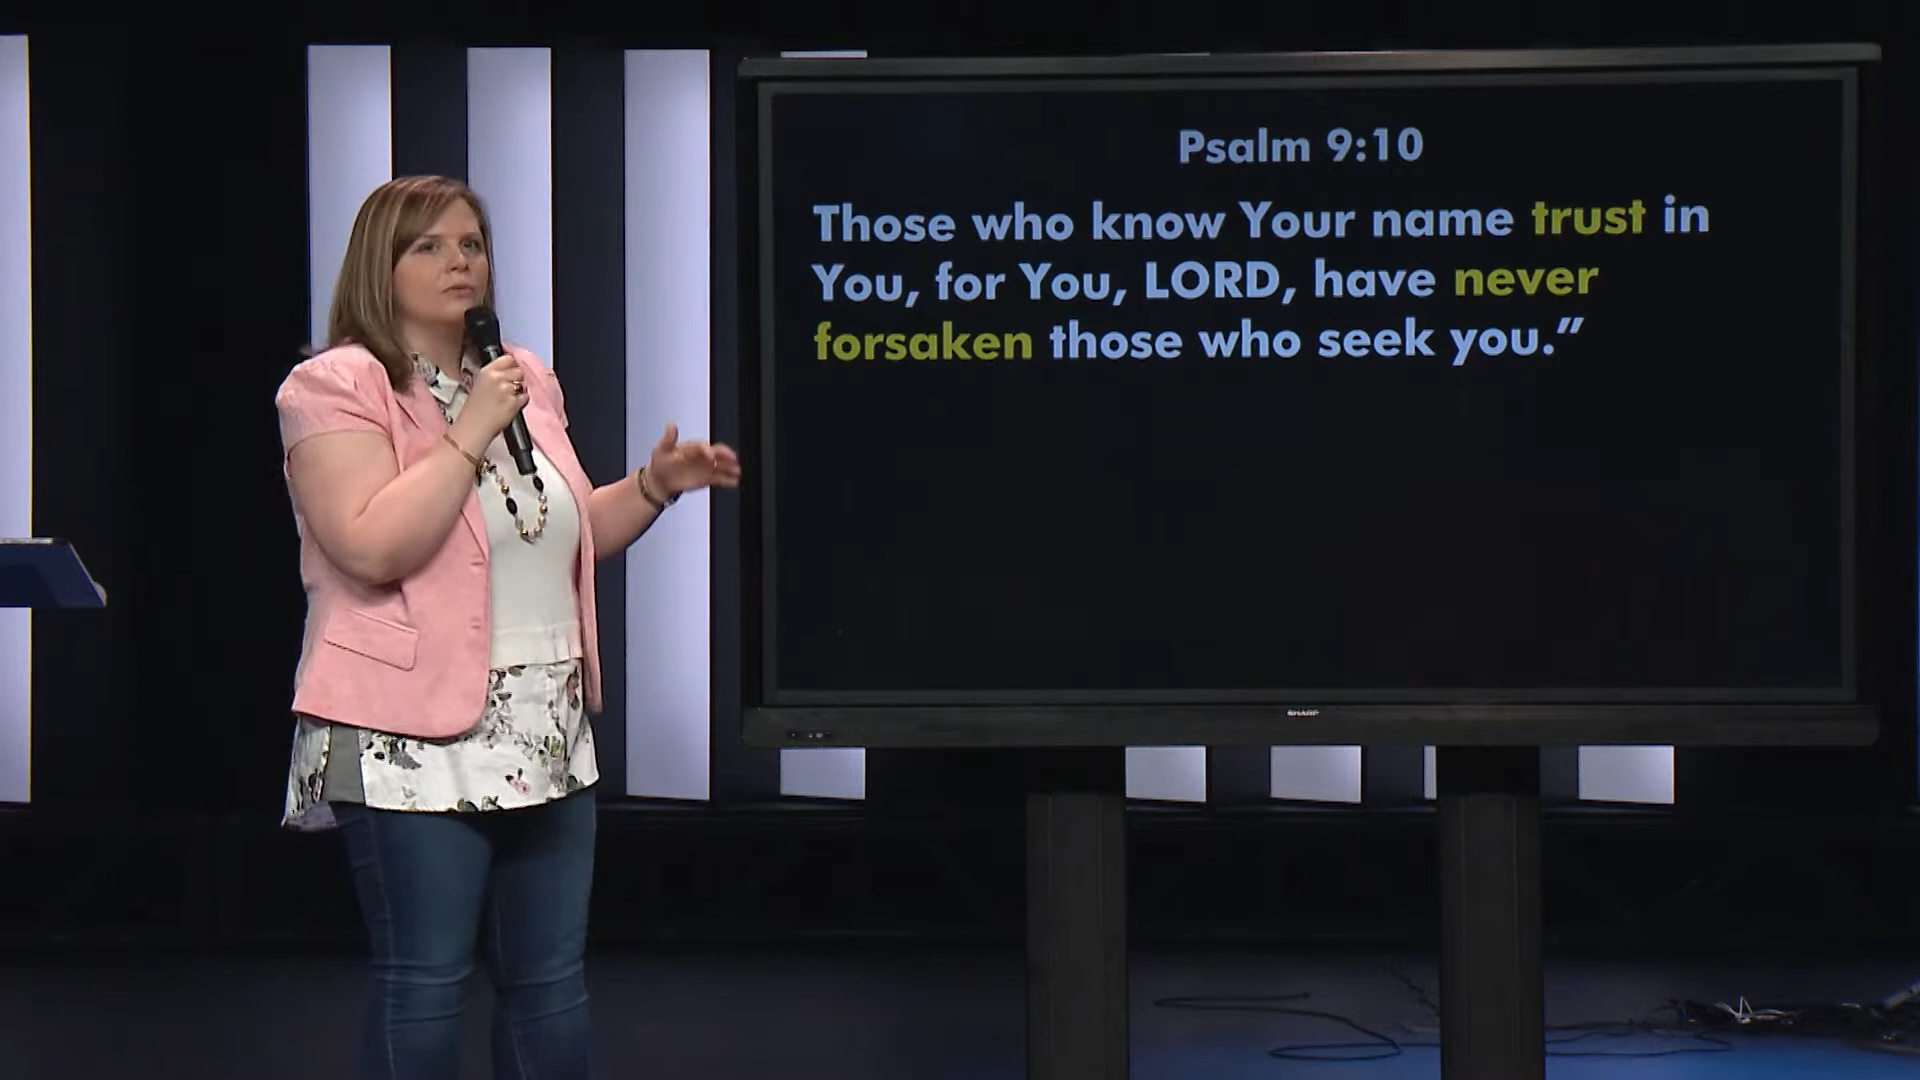 Psalm 9:10
Those who know Your name trust in
You, for You, LORD, have never
forsaken those who seek you.”
SHARP